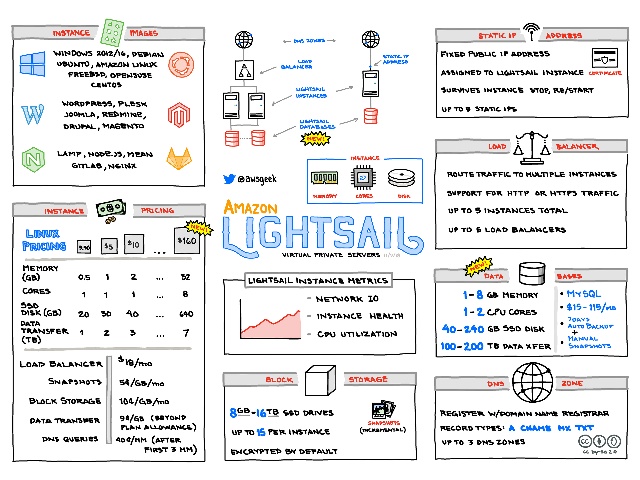 INSTANCE IMAGES
WINDOWS 2012/16, DEBIAN
UBUNTU, AMAZON LINUX
FREEBSD, OPENSUSE
CENTOS
WORDPRESS, PLESK
JOOMLA, REDMINE,
DRUPAL, MAGENTO
LAMP, NODE.JS, MEAN
GITLAB, NGINX
INSTANCE PRICING
LINUX
PRICING
$5
$10
...
$160
NEW!
MEMORY
(GB) 0.5 1 2 ... 32
CORES 1 1 1 ... 8
SSD
DISK (GB) 20 30 40 ... 640
DATA
TRANSFER
(TB) 1 2 3 ... 7
LOAD BALANCER $18/mo
SNAPSHOTS 5¢/GB/mo
BLOCK STORAGE 10¢/GB/mo
DATA TRANSFER 9¢/GB (BEYOND
PLAN ALLOWANCE)
DNS QUERIES 40¢/MM (AFTER
FIRST 3 MM)
DNS ZONES
LOAD
BALANCER
STATIC IP
ADDRESS
LIGHTSAIL
INSTANCES
LIGHTSAIL
DATABASES
NEW!
@awsgeek
INSTANCE
MEMORY CORES DISK
AMAZON
LIGHTSAIL
VIRTUAL PRIVATE SERVERS
LIGHTSAIL INSTANCE METRICS
- NETWORK IO
- INSTANCE HEALTH
- CPU UTILIZATION
BLOCK STORAGE
8GB-16TB SSD DRIVES
UP TO 15 PER INSTANCE
ENCRYPTED BY DEFAULT
SNAPSHOTS
(INCREMENTAL)
STATIC IP ADDRESS
FIXED PUBLIC IP ADDRESS
ASSIGNED TO LIGHTSAIL INSTANCE
SURVIVES INSTANCE STOP, RE/START
UP TO 5 STATIC IPS
CERTIFICATE
LOAD BALANCER
ROUTE TRAFFIC TO MULTIPLE INSTANCES
SUPPORT FOR HTTP OR HTTPS TRAFFIC
UP TO 5 INSTANCES TOTAL
UP TO 5 LOAD BALANCERS
NEW!
DATA BASES
1-8 GB MEMORY
1-2 CPU CORES
40-240 GB SSD DISK
100-200 TB DATA XFER
• MYSQL
• $15-115/MO
• 7 DAYS
AUTO BACKUP
+
MANUAL
SNAPSHOTS
DNS ZONE
REGISTER W/DOMAIN NAME REGISTRAR
RECORD TYPES: A CNAME MX TXT
UP TO 3 DNS ZONES
CC BY-SA 2.0